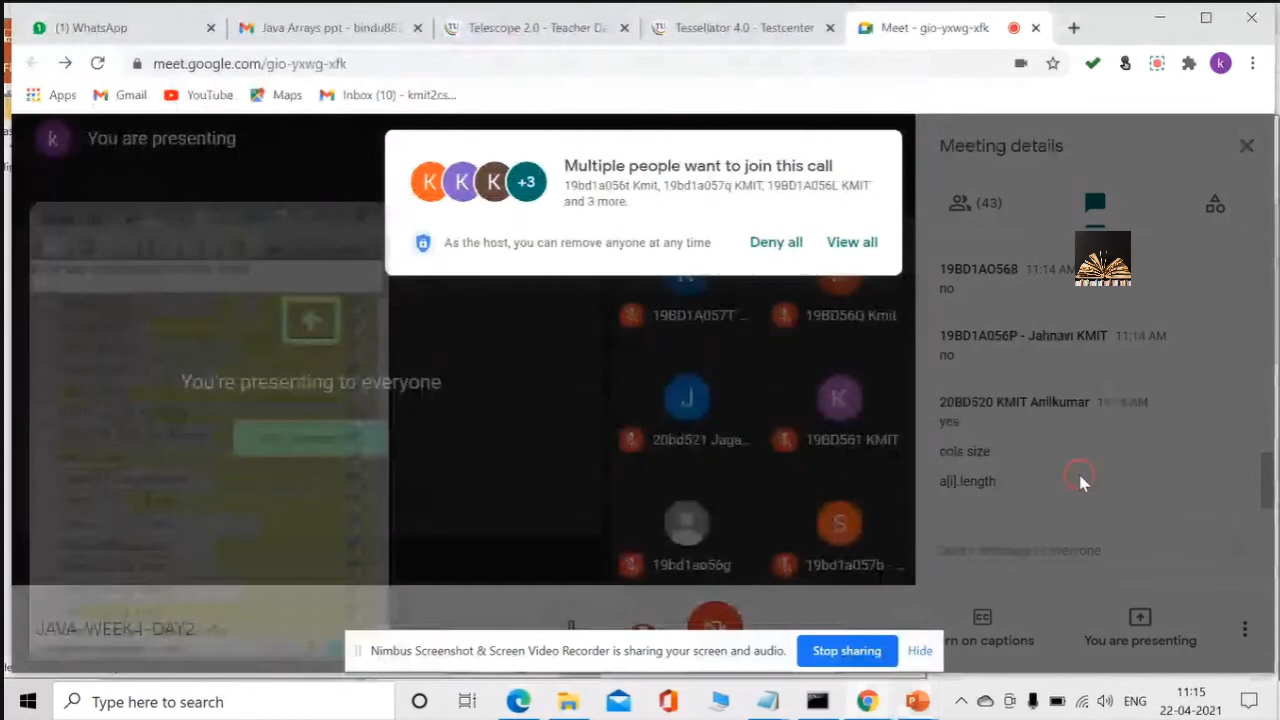 (1) WhatsApp
Java Arrays ppt - bindu88
Telescope 2.0 - Teacher Da
Tessellator 4.0 - Testcenter
Meet - gio-yxwg-xfk
meet.google.com/gio-yxwg-xfk
k
Apps
Gmail
YouTube
Maps
Inbox (10) - kmit2cs...
k
You are presenting
K
K
K
+3
Multiple people want to join this call
19bd1a056t Kmit, 19bd1a057q KMIT, 19BD1A056L KMIT
and 3 more.
As the host, you can remove anyone at any time
Deny all
View all
Meeting details
(43)
19BD1AO568 11:14 AM
no
19BD1A056P - Jahnavi KMIT 11:14 AM
no
20BD520 KMIT Anilkumar
yes
cols size
a[i].length
19BD1A057T ...
19BD56Q Kmit
J
K
20bd521 Jaga...
19BD561 KMIT
S
19bd1ao56g
19bd1a057b - ...
You're presenting to everyone
JAVA-WEEK-I-DAY2
rn on captions
You are presenting
Nimbus Screenshot & Screen Video Recorder is sharing your screen and audio.
Stop sharing
Hide
Type here to search
ENG
11:15
22-04-2021